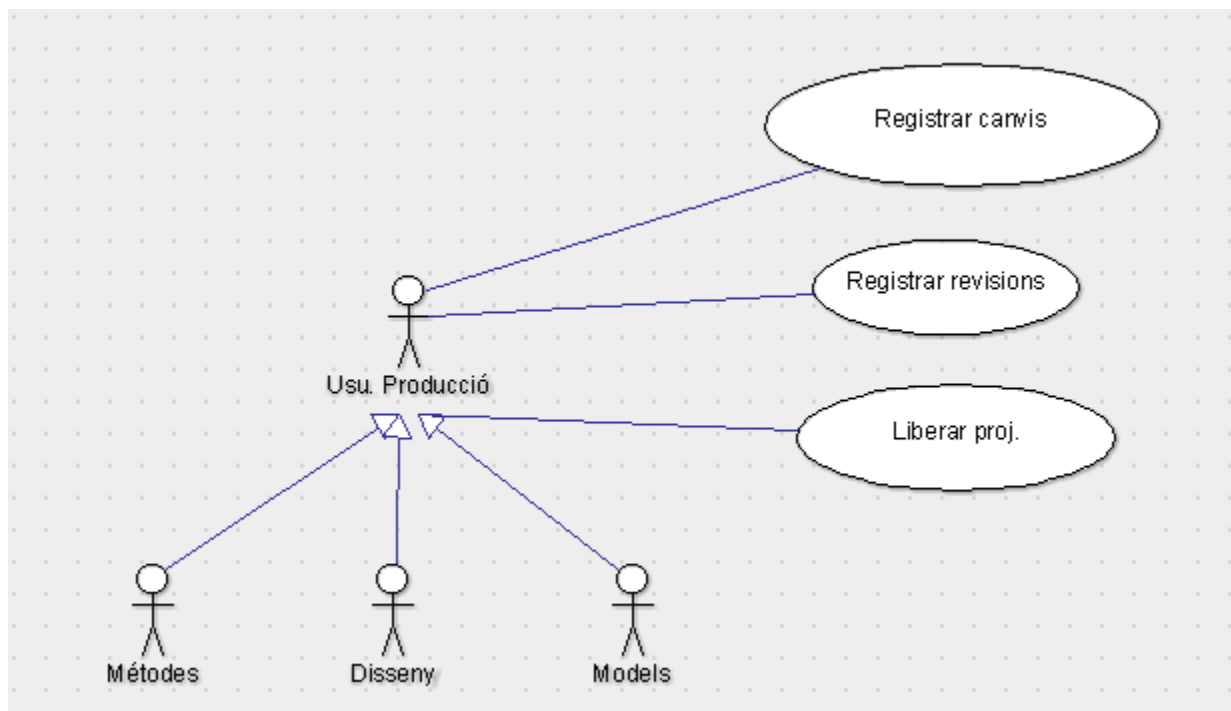 Registrar canvis
Registrar revisions
Usu. Producció
Liberar proj.
Métodes
Disseny
Models